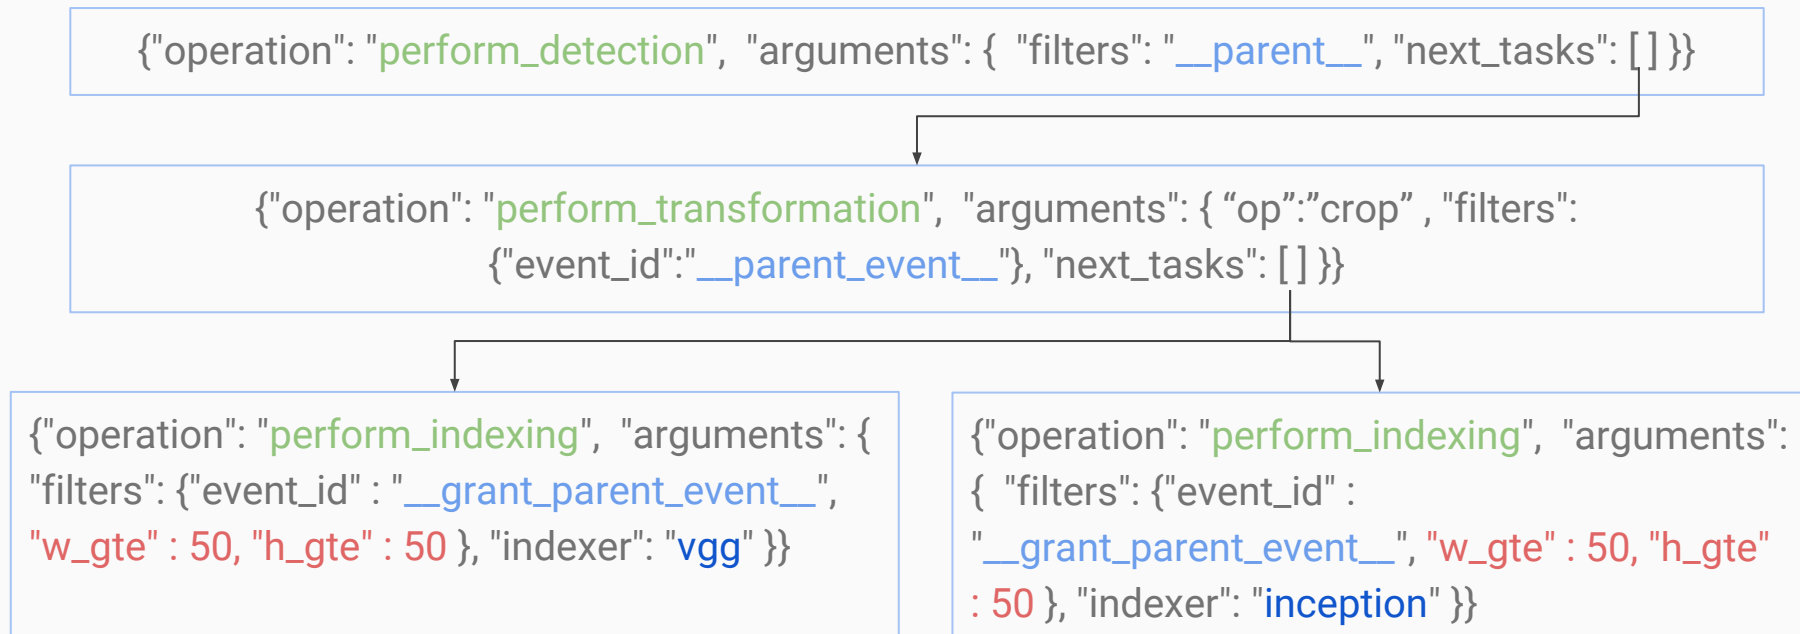 {"operation": "perform_detection",  "arguments": {  "filters": "__parent__", "next_tasks": [ ] }}
{"operation": "perform_transformation",  "arguments": { “op”:”crop” , "filters":
{"event_id":"__parent_event__"}, "next_tasks": [ ] }}
{"operation": "perform_indexing",  "arguments": {
"filters": {"event_id" : "__grant_parent_event__",
"w_gte" : 50, "h_gte" : 50 }, "indexer": "vgg" }}
{"operation": "perform_indexing",  "arguments":
{  "filters": {"event_id" :
"__grant_parent_event__", "w_gte" : 50, "h_gte"
: 50 }, "indexer": "inception" }}